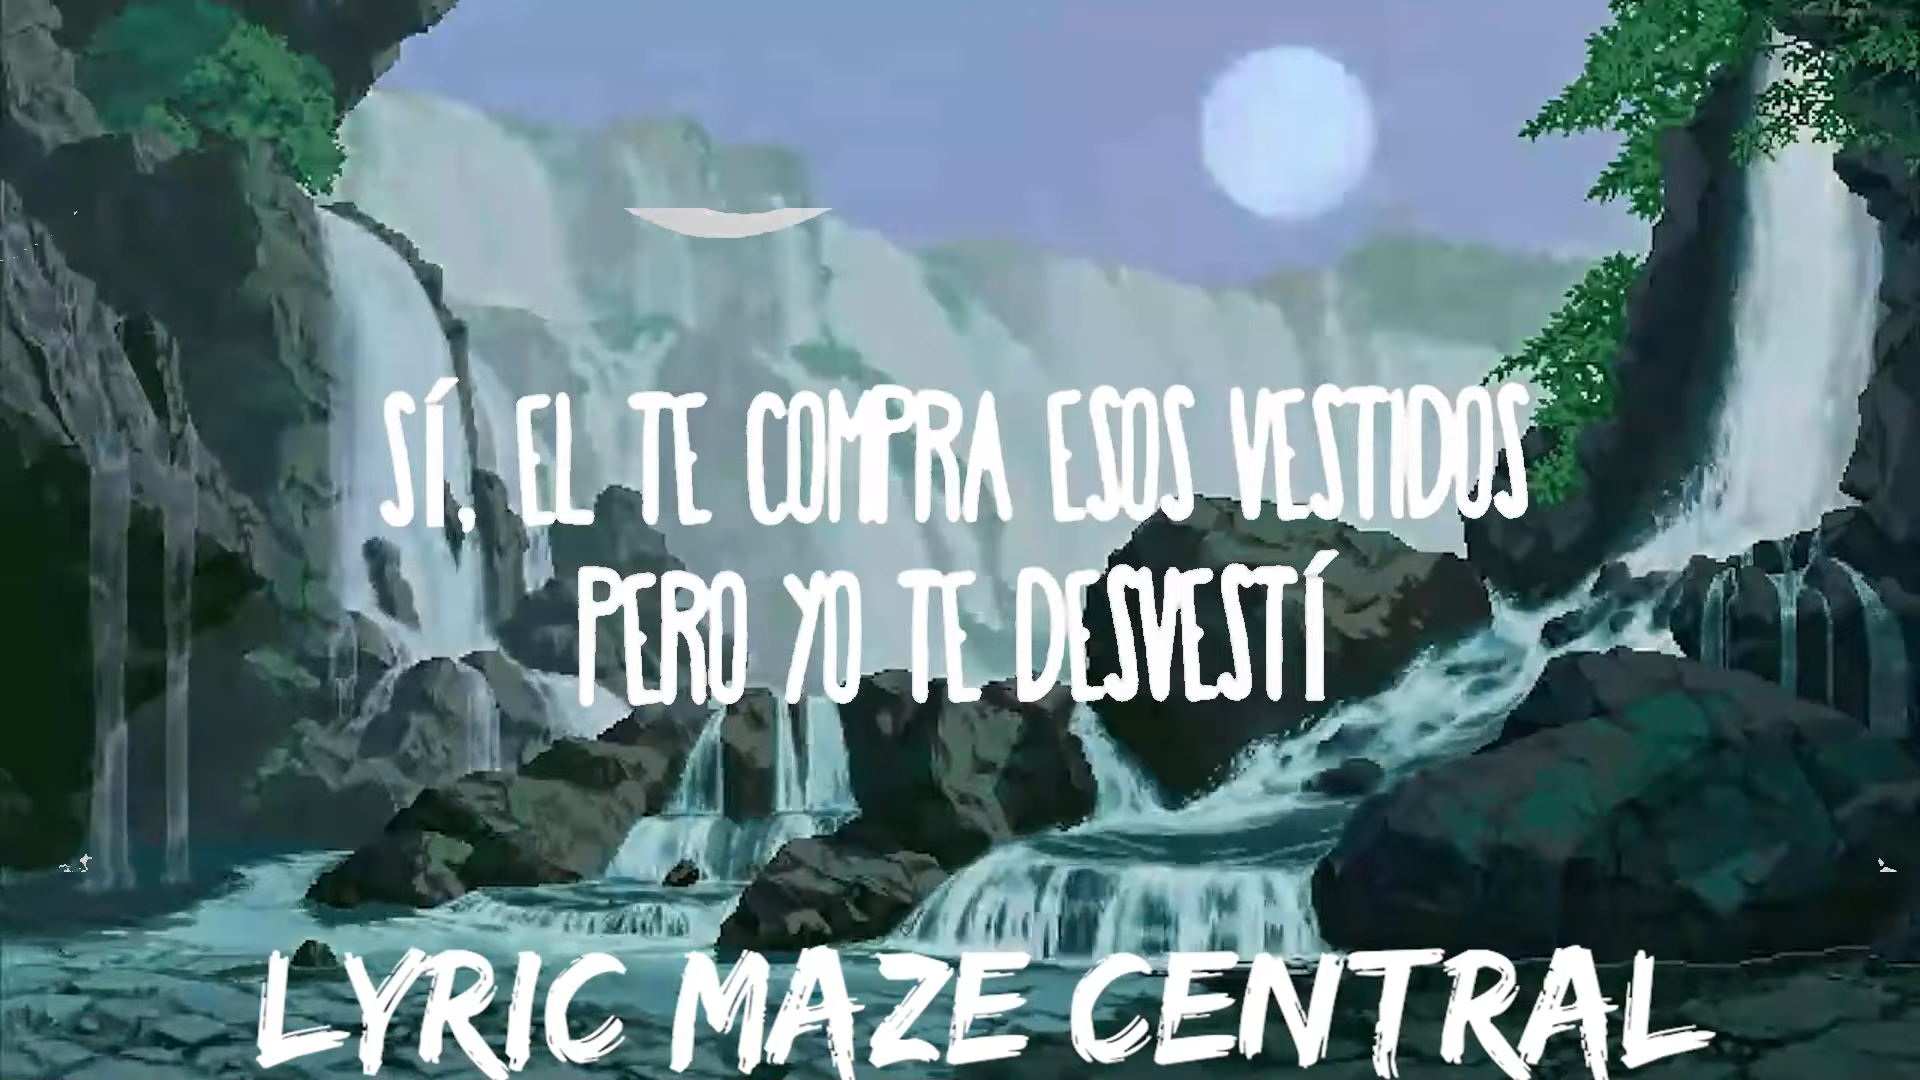 SÍ, EL TE COMPRA ESOS VESTIDOS
PERO YO TE DESVESTÍ
LYRIC MAZE CENTRAL